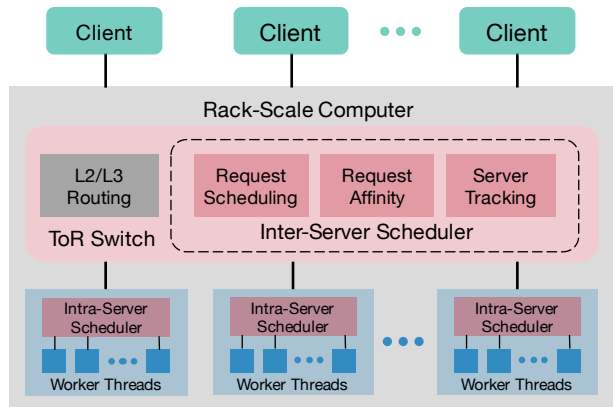 Client
Client
Client
Rack-Scale Computer
L2/L3
Routing
Request
Scheduling
Request
Affinity
Server
Tracking
ToR Switch
Inter-Server Scheduler
Intra-Server
Scheduler
Worker Threads
Intra-Server
Scheduler
Worker Threads
Intra-Server
Scheduler
Worker Threads